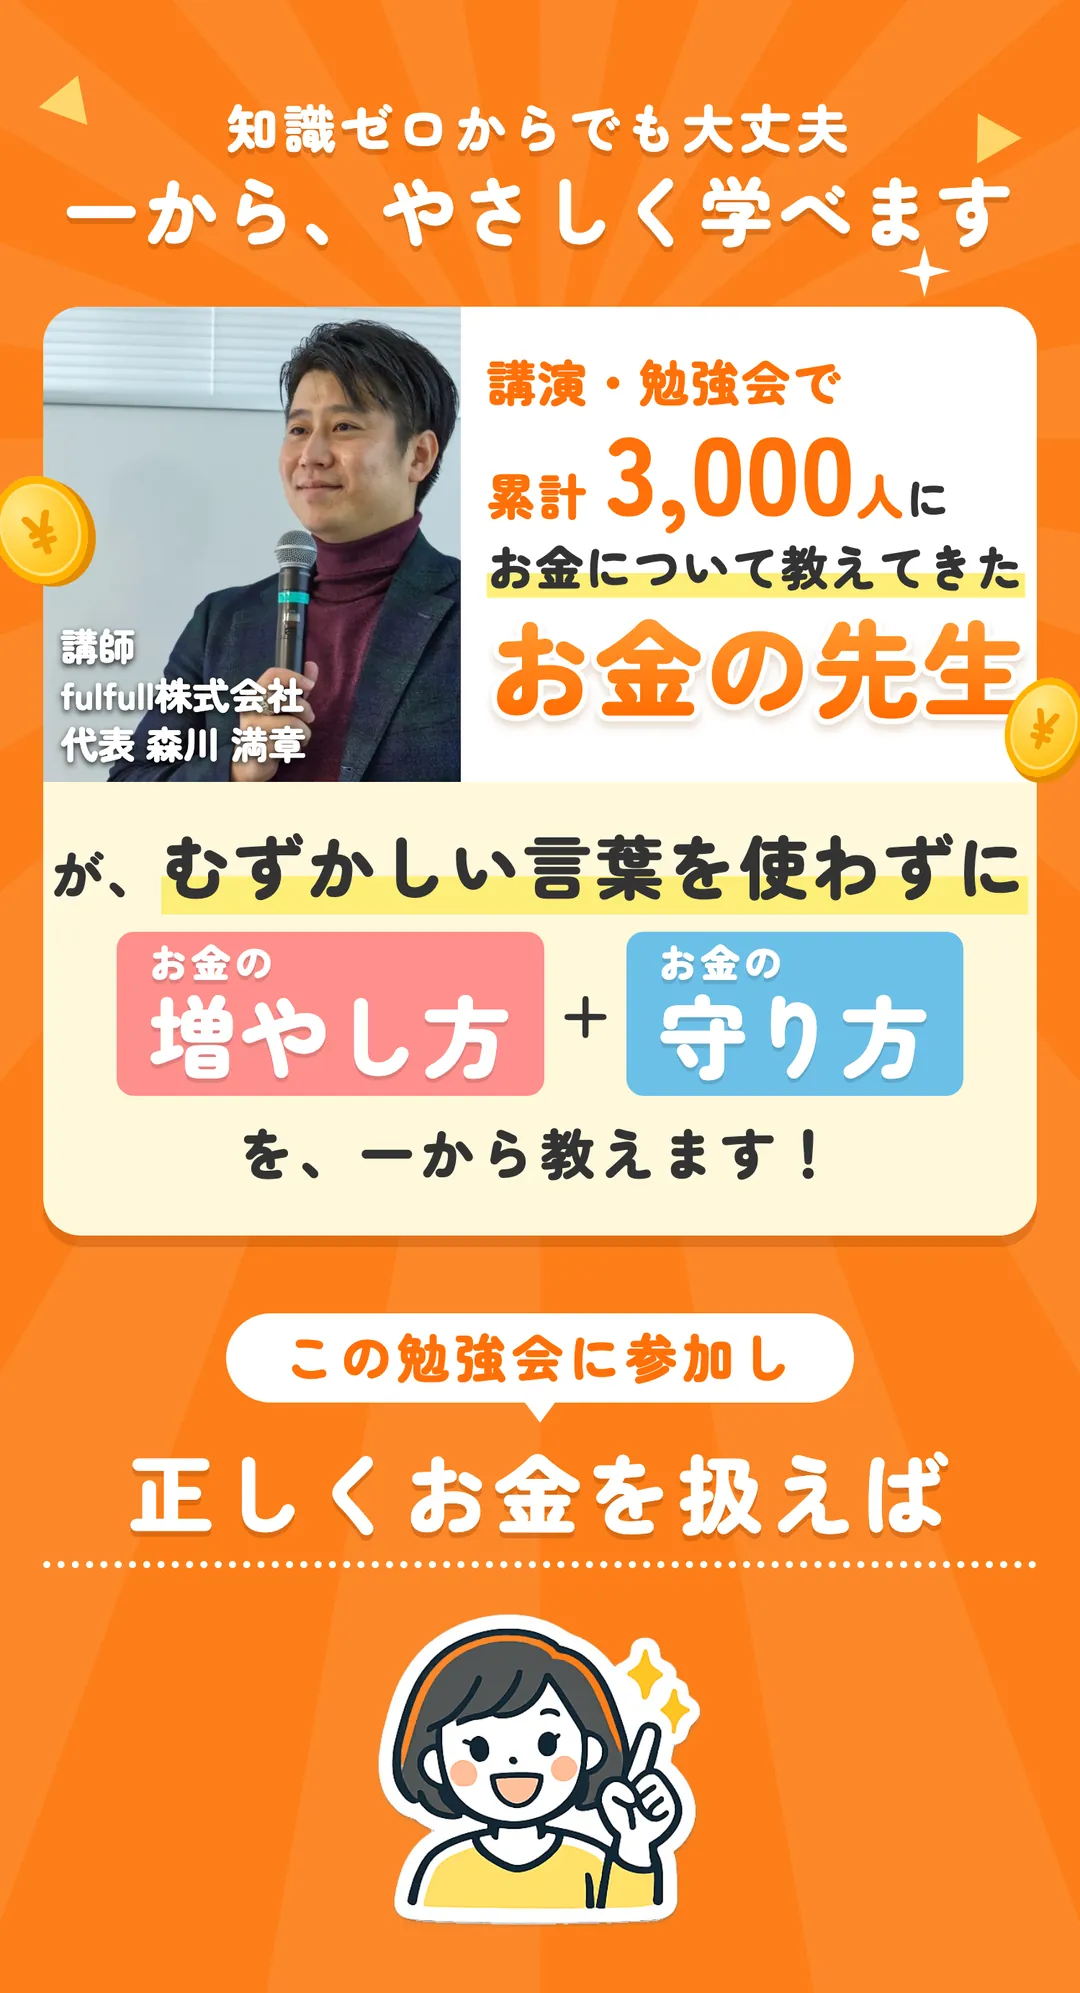 知識ゼロからでも大丈夫
一から、やさしく学べます
講演・勉強会で
累計 3,000人に
お金について教えてきた
お金の先生
講師
fulfull株式会社
代表 森川 満章
が、むずかしい言葉を使わずに
お金の
増やし方
+
お金の
守り方
を、一から教えます！
この勉強会に参加し
正しくお金を扱えば
¥
¥